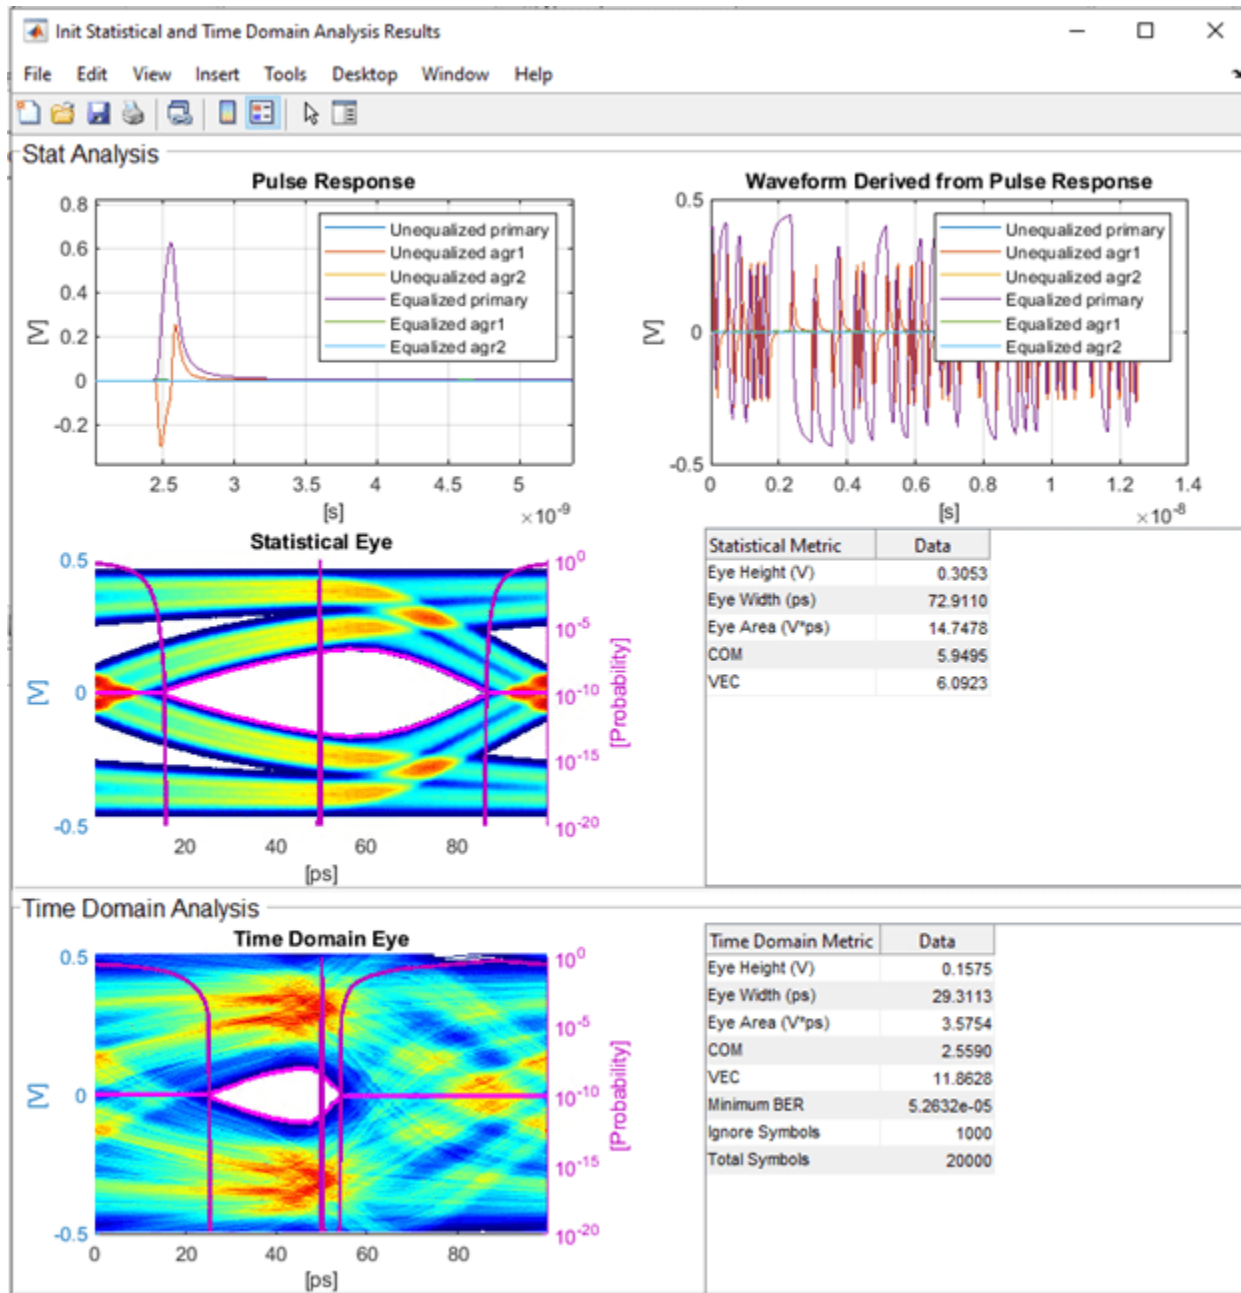 Init Statistical and Time Domain Analysis Results
File Edit View Insert Tools Desktop Window Help
Stat Analysis
Pulse Response
0.8
0.6
0.4
0.2
0
-0.2
[V]
Unequalized primary
Unequalized agr1
Unequalized agr2
Equalized primary
Equalized agr1
Equalized agr2
2.5 3 3.5 4 4.5 5
[s]
×10-9
Waveform Derived from Pulse Response
0.5
0
-0.5
[V]
Unequalized primary
Unequalized agr1
Unequalized agr2
Equalized primary
Equalized agr1
Equalized agr2
0 0.2 0.4 0.6 0.8 1 1.2 1.4
[s]
×10-8
Statistical Eye
0.5
0
-0.5
[V]
10^0
10^-5
10^-10
10^-15
10^-20
[Probability]
20 40 60 80
[ps]
Statistical Metric Data
Eye Height (V) 0.3053
Eye Width (ps) 72.9110
Eye Area (V*ps) 14.7478
COM 5.9495
VEC 6.0923
Time Domain Analysis
Time Domain Eye
0.5
0
-0.5
[V]
10^0
10^-5
10^-10
10^-15
10^-20
[Probability]
0 20 40 60 80
[ps]
Time Domain Metric Data
Eye Height (V) 0.1575
Eye Width (ps) 29.3113
Eye Area (V*ps) 3.5754
COM 2.5590
VEC 11.8628
Minimum BER 5.2632e-05
Ignore Symbols 1000
Total Symbols 20000